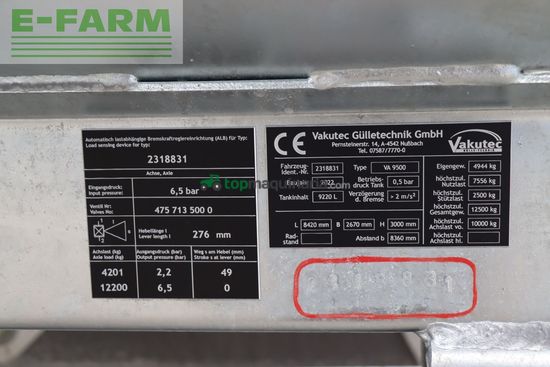 E-FARM
Automatisch lastabhängige Bremskraftreglereinrichtung (ALB) für Typ:
Load sensing device for typ:
2318831
Achse, Axle
Eingangsdruck:
Input pressure:
6,5 bar
Ventil Nr:
Valves No:
475 713 500 0
Hebellänge l
Lever length l
276 mm
Achslast (kg)
Axle load (kg)
Ausgangsdruck (bar)
Output pressure (bar)
Weg s am Hebel (mm)
Stroke s at lever (mm)
4201 2,2 49
12200 6,5 0
CE
Vakutec Gülletechnik GmbH
Pernsteinerstr. 14, A-4542 Nußbach
Tel. 07587/7770-0
Vakutec
Fahrzeug-
Ident.-Nr. 2318831 Type VA 9500
Baujahr 2022 Betriebs-
druck Tank 0,5 bar
Tankinhalt 9220 L Verzögerung
d. Bremse > 2 m/s²
Eigengew. 4944 kg
höchstzul.
Nutzlast 7556 kg
höchstzul.
Stützlast 2500 kg
höchstzul.
Gesamtgew. 12500 kg
höchstzul.
Achslast vo. 10000 kg
höchstzul.
Achslast hi. -
L 8420 mm B 2670 mm H 3000 mm
Rad-
stand - Abstand b 8360 mm
topmaquinaria